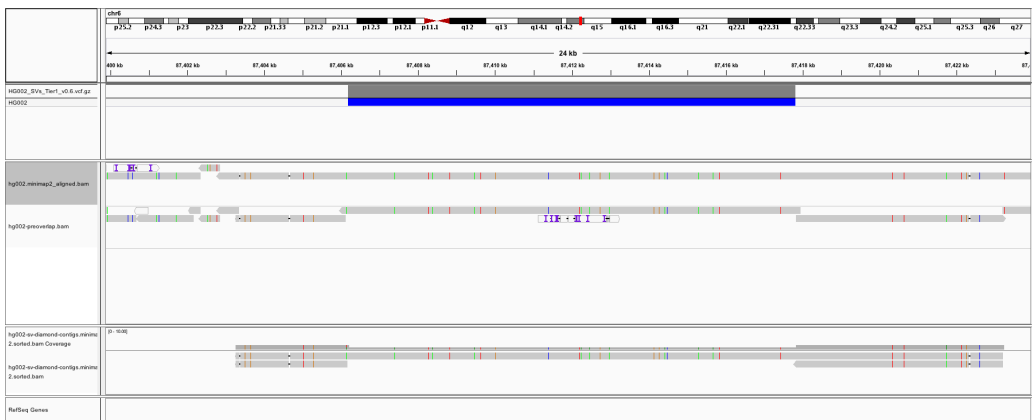 chr6
p25.2 p24.3 p23 p22.3 p22.2 p21.33 p21.2 p21.1 p12.3 p12.1 p11.1 q12 q13 q14.1 q14.2 q15 q16.1 q16.3 q21 q22.1 q22.31 q22.33 q23.3 q24.2 q25.1 q25.3 q26 q27
24 kb
400 kb 87,402 kb 87,404 kb 87,406 kb 87,408 kb 87,410 kb 87,412 kb 87,414 kb 87,416 kb 87,418 kb 87,420 kb 87,422 kb 87,
HG002_SVs_Tier1_v0.6.vcf.gz
HG002
hg002.minimap2_aligned.bam
hg002-preoverlap.bam
hg002-sv-diamond-contigs.minima
2.sorted.bam Coverage
[0 - 10.00]
hg002-sv-diamond-contigs.minima
2.sorted.bam
RefSeq Genes